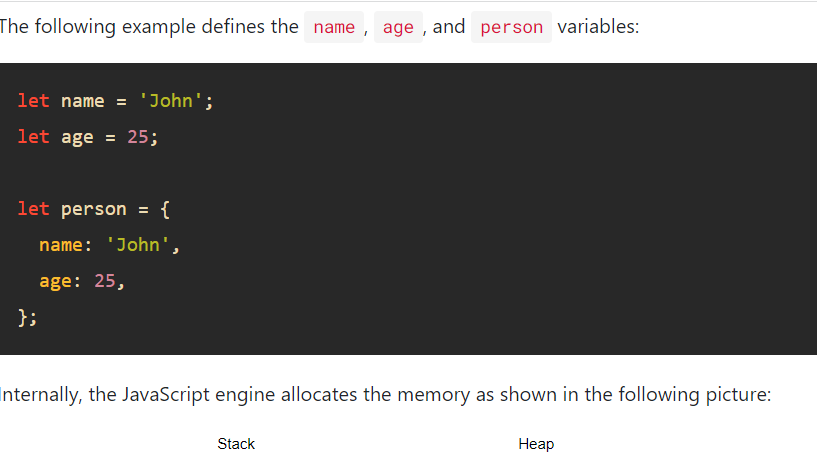 The following example defines the name, age, and person variables:
let name = 'John';
let age = 25;
let person = {
name: 'John',
age: 25,
};
Internally, the JavaScript engine allocates the memory as shown in the following picture:
Stack Heap